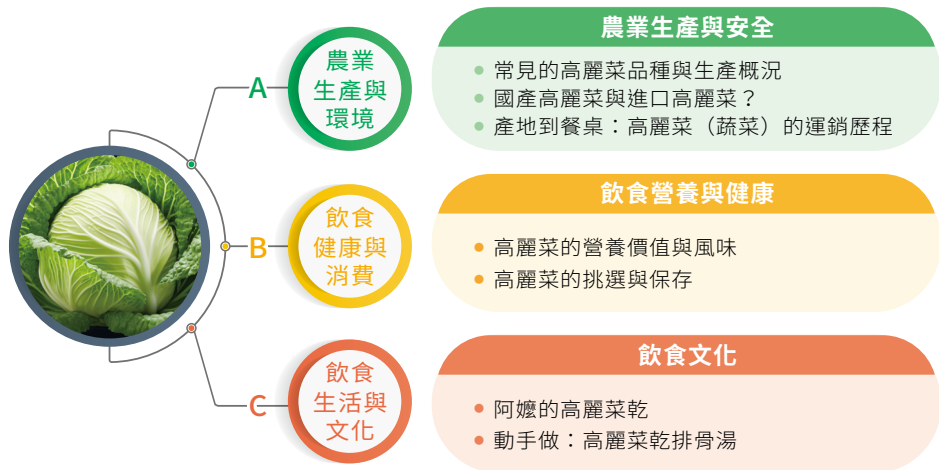 A
農業
生產與
環境
農業生產與安全
常見的高麗菜品種與生產概況
國產高麗菜與進口高麗菜？
產地到餐桌：高麗菜（蔬菜）的運銷歷程
B
飲食
健康與
消費
飲食營養與健康
高麗菜的營養價值與風味
高麗菜的挑選與保存
C
飲食
生活與
文化
飲食文化
阿嬤的高麗菜乾
動手做：高麗菜乾排骨湯